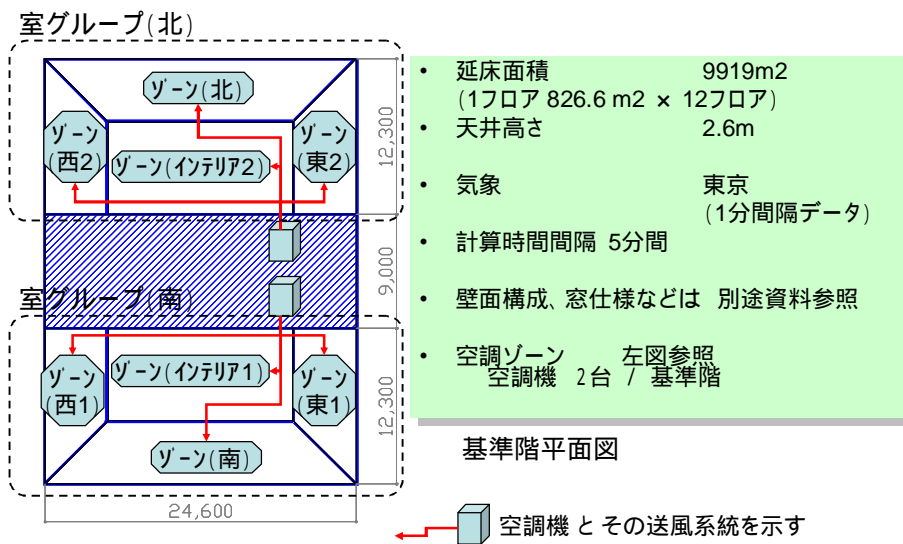 室グループ(北)
ゾーン(北)
ゾーン
(西2)
ゾーン(インテリア2)
ゾーン
(東2)
12,300
9,000
室グループ(南)
ゾーン
(西1)
ゾーン(インテリア1)
ゾーン
(東1)
ゾーン(南)
12,300
24,600
• 延床面積 9919m2
(1フロア 826.6 m2 × 12フロア)
• 天井高さ 2.6m
• 気象 東京
(1分間隔データ)
• 計算時間間隔 5分間
• 壁面構成、窓仕様などは 別途資料参照
• 空調ゾーン 左図参照
空調機 2台 / 基準階
基準階平面図
空調機 とその送風系統を示す